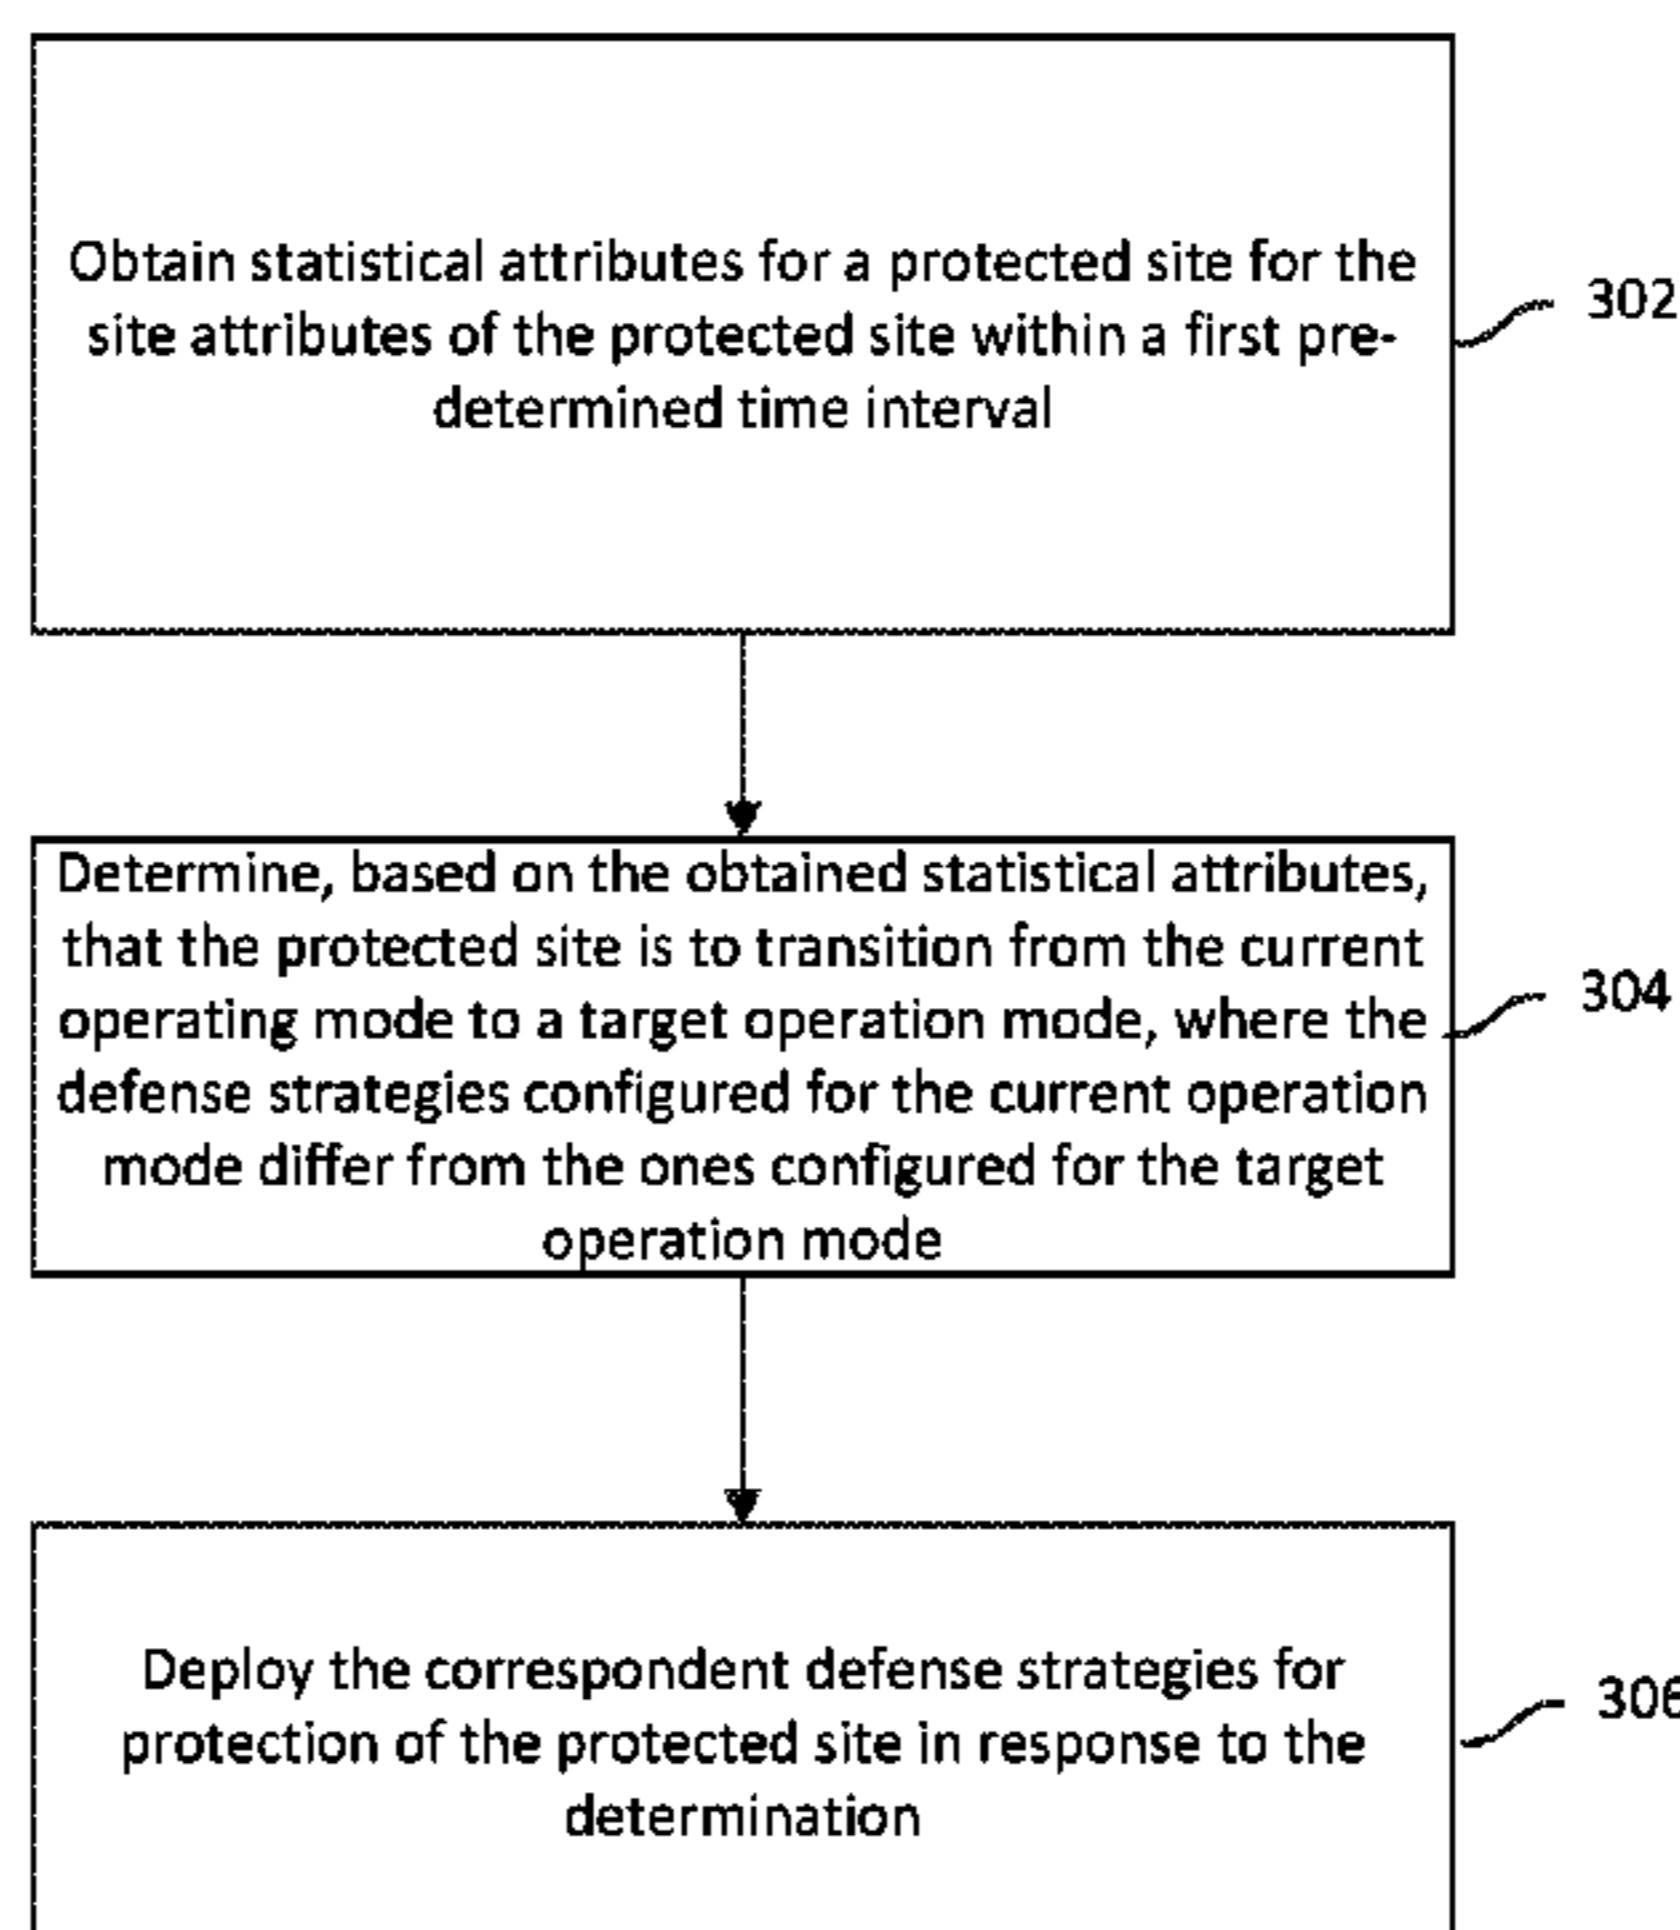 Obtain statistical attributes for a protected site for the
site attributes of the protected site within a first pre-
determined time interval
302
Determine, based on the obtained statistical attributes,
that the protected site is to transition from the current
operating mode to a target operation mode, where the
defense strategies configured for the current operation
mode differ from the ones configured for the target
operation mode
304
Deploy the correspondent defense strategies for
protection of the protected site in response to the
determination
306